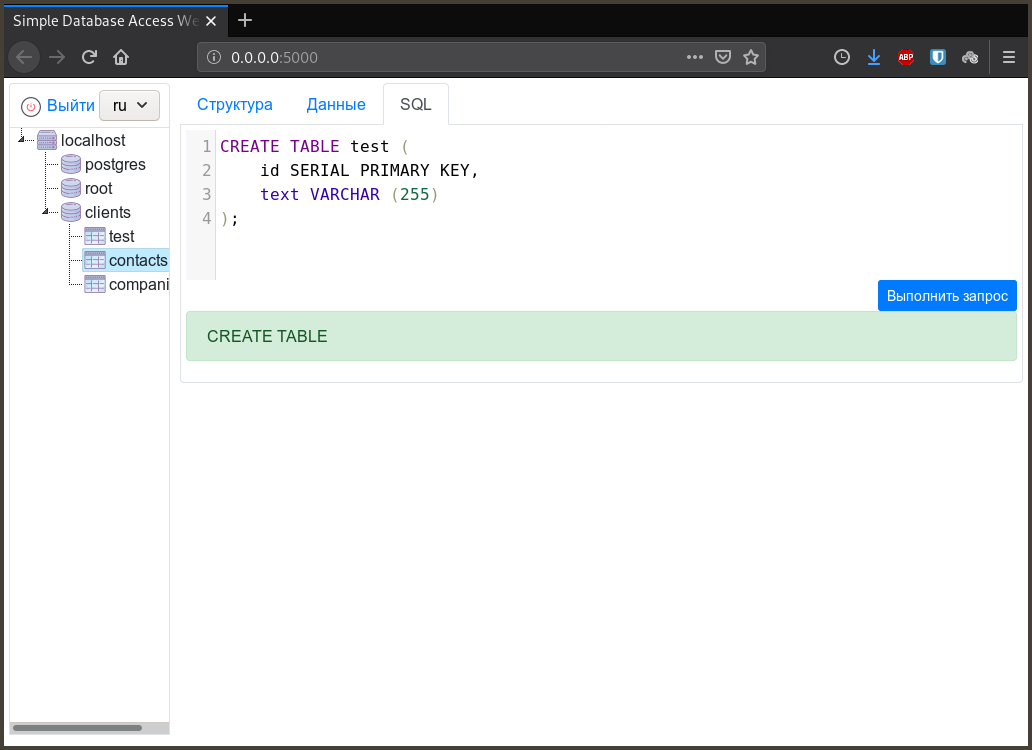 Simple Database Access We
0.0.0.0:5000
ABP
Выйти
ru
localhost
postgres
root
clients
test
contacts
compani
Структура
Данные
SQL
1 CREATE TABLE test (
2 id SERIAL PRIMARY KEY,
3 text VARCHAR (255)
4 );
Выполнить запрос
CREATE TABLE